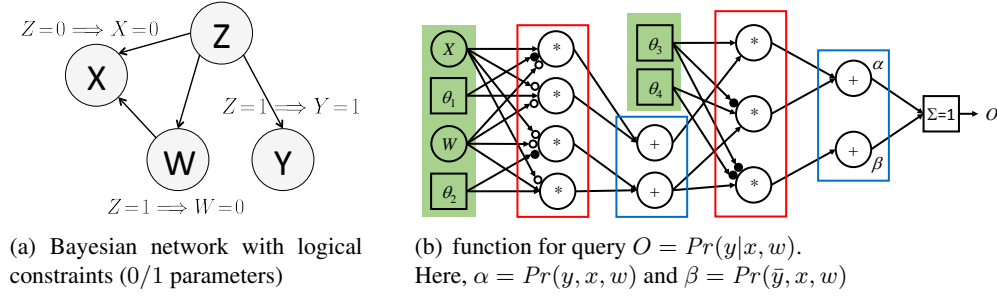 Z=0 ⟹ X=0
Z
X
Z=1 ⟹ Y=1
W
Y
Z=1 ⟹ W=0
(a) Bayesian network with logical
constraints (0/1 parameters)
X
θ1
W
θ2
*
*
*
*
+
+
θ3
θ4
*
*
*
+
α
+
β
Σ=1
O
(b) function for query O = Pr(y|x, w).
Here, α = Pr(y, x, w) and β = Pr(ȳ, x, w)